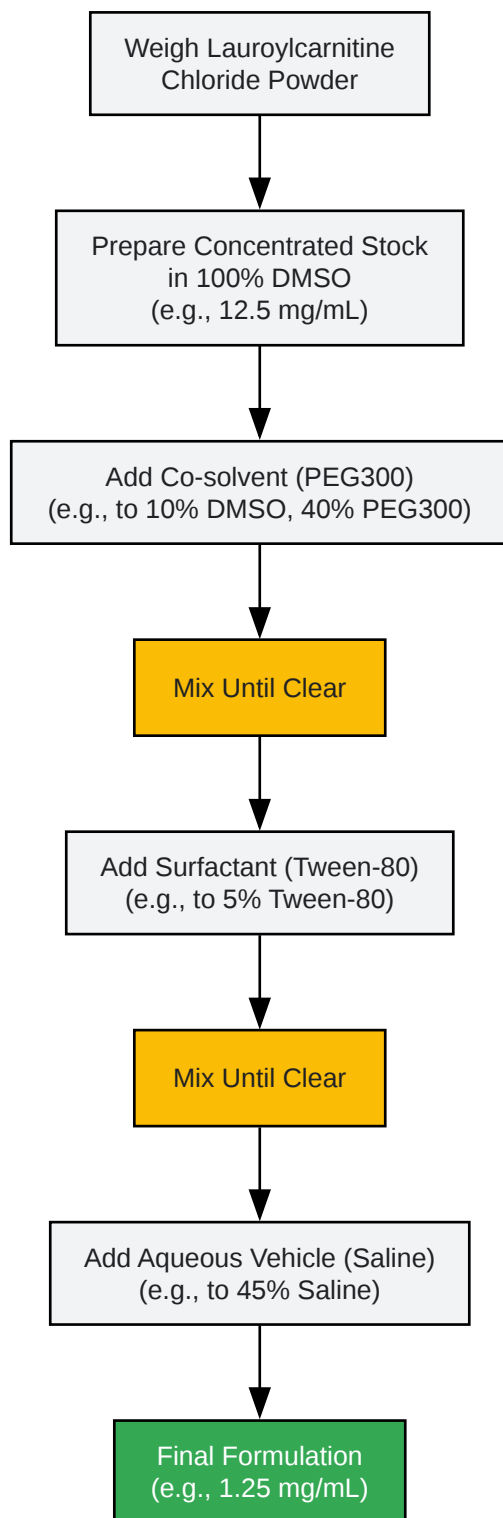 Weigh Lauroylcarnitine
Chloride Powder
Prepare Concentrated Stock
in 100% DMSO
(e.g., 12.5 mg/mL)
Add Co-solvent (PEG300)
(e.g., to 10% DMSO, 40% PEG300)
Mix Until Clear
Add Surfactant (Tween-80)
(e.g., to 5% Tween-80)
Mix Until Clear
Add Aqueous Vehicle (Saline)
(e.g., to 45% Saline)
Final Formulation
(e.g., 1.25 mg/mL)